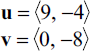 u = ⟨9, −4⟩
v = ⟨0, −8⟩